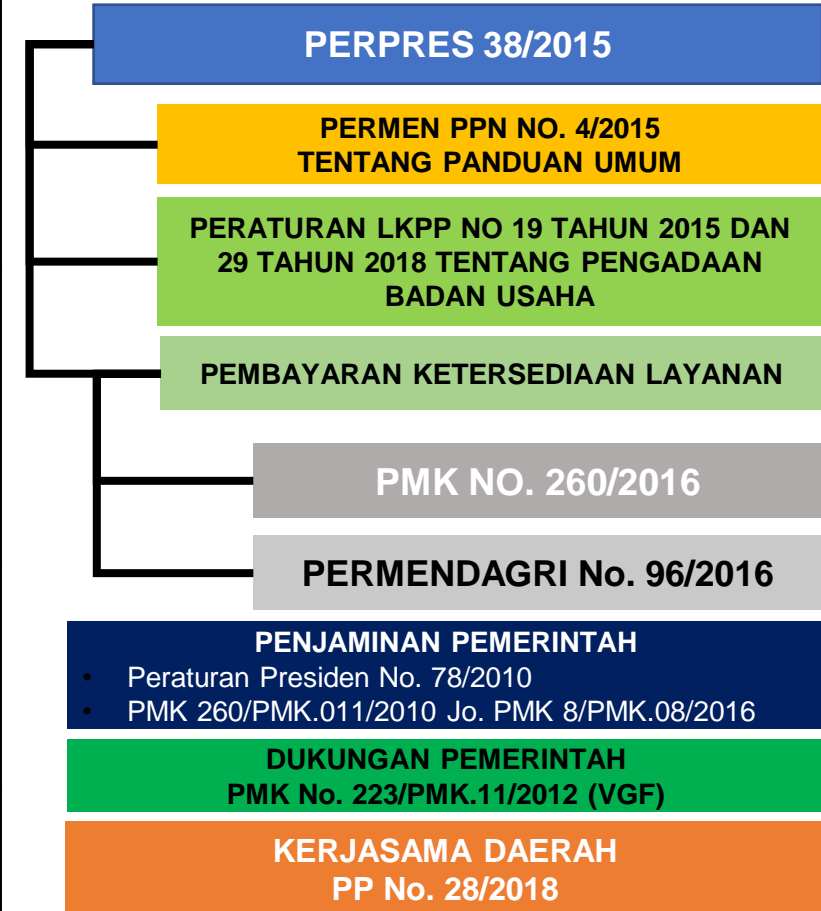 PERPRES 38/2015
PERMEN PPN NO. 4/2015
TENTANG PANDUAN UMUM
PERATURAN LKPP NO 19 TAHUN 2015 DAN
29 TAHUN 2018 TENTANG PENGADAAN
BADAN USAHA
PEMBAYARAN KETERSEDIAAN LAYANAN
PMK NO. 260/2016
PERMENDAGRI No. 96/2016
PENJAMINAN PEMERINTAH
• Peraturan Presiden No. 78/2010
• PMK 260/PMK.011/2010 Jo. PMK 8/PMK.08/2016
DUKUNGAN PEMERINTAH
PMK No. 223/PMK.11/2012 (VGF)
KERJASAMA DAERAH
PP No. 28/2018